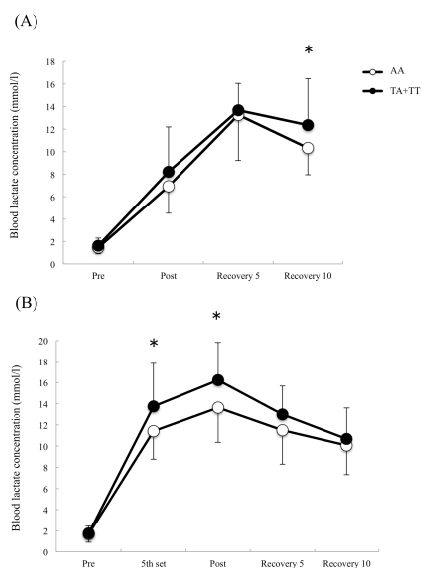 (A)
Blood lactate concentration (mmol/l)
18
16
14
12
10
8
6
4
2
0
Pre Post Recovery 5 Recovery 10
*
AA
TA+TT
(B)
Blood lactate concentration (mmol/l)
20
18
16
14
12
10
8
6
4
2
0
Pre 5th set Post Recovery 5 Recovery 10
* *